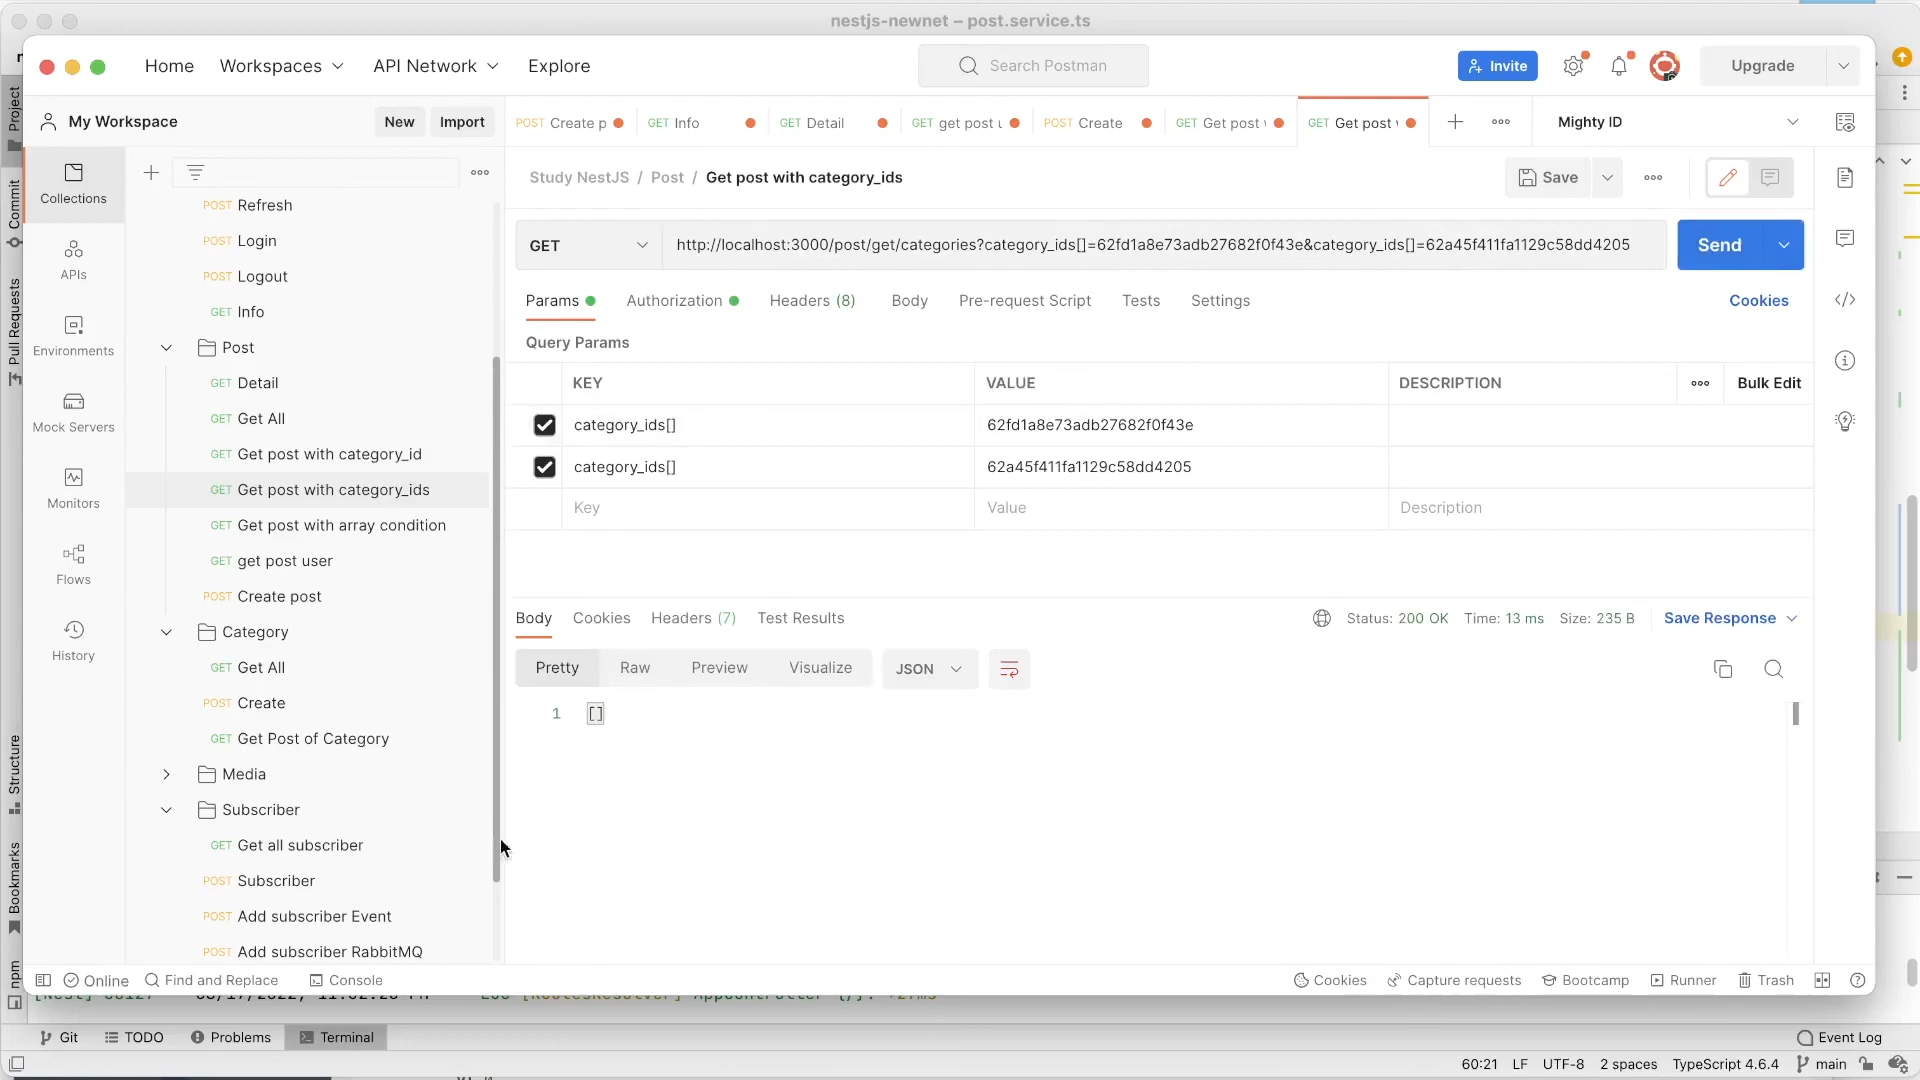 nestjs-newnet – post.service.ts
Home Workspaces API Network Explore
Search Postman
Invite
Upgrade
My Workspace
New
Import
POST Create p
GET Info
GET Detail
GET get post u
POST Create
GET Get post
GET Get post
Mighty ID
Study NestJS / Post / Get post with category_ids
Save
GET
http://localhost:3000/post/get/categories?category_ids[]=62fd1a8e73adb27682f0f43e&category_ids[]=62a45f411fa1129c58dd4205
Send
Params
Authorization
Headers (8)
Body
Pre-request Script
Tests
Settings
Cookies
Query Params
KEY VALUE DESCRIPTION
Bulk Edit
category_ids[] 62fd1a8e73adb27682f0f43e
category_ids[] 62a45f411fa1129c58dd4205
Key Value Description
Body Cookies Headers (7) Test Results
Status: 200 OK Time: 13 ms Size: 235 B
Save Response
Pretty Raw Preview Visualize
JSON
1 []
Collections
APIs
Environments
Mock Servers
Monitors
Flows
History
POST Refresh
POST Login
POST Logout
GET Info
Post
GET Detail
GET Get All
GET Get post with category_id
GET Get post with category_ids
GET Get post with array condition
GET get post user
POST Create post
Category
GET Get All
POST Create
GET Get Post of Category
Media
Subscriber
GET Get all subscriber
POST Subscriber
POST Add subscriber Event
POST Add subscriber RabbitMQ
Online
Find and Replace
Console
Cookies
Capture requests
Bootcamp
Runner
Trash
Project
Commit
Pull Requests
Structure
Bookmarks
npm
Git
TODO
Problems
Terminal
Event Log
60:21 LF UTF-8 2 spaces TypeScript 4.6.4 main